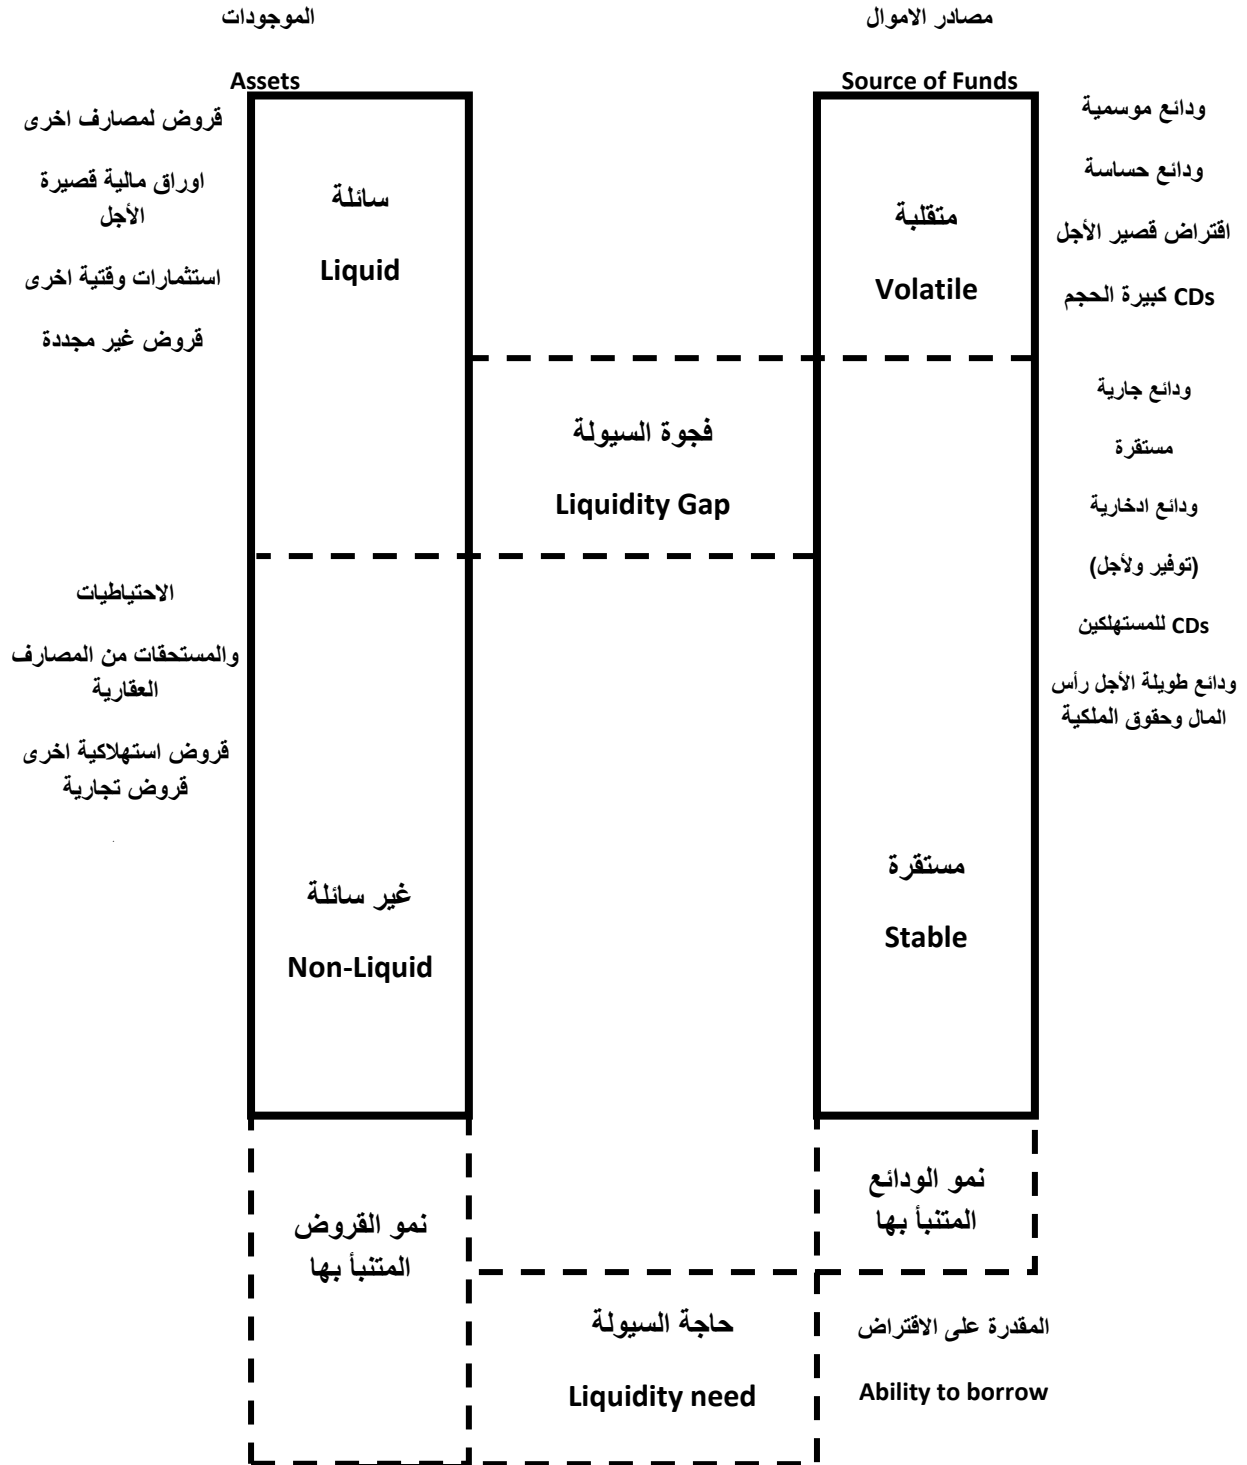 الموجودات
مصادر الاموال
Assets
Source of Funds
قروض لمصارف اخرى
اوراق مالية قصيرة
الأجل
استثمارات وقتية اخرى
قروض غير مجددة
سائلة
Liquid
متقلبة
Volatile
ودائع موسمية
ودائع حساسة
اقتراض قصير الأجل
CDs كبيرة الحجم
فجوة السيولة
Liquidity Gap
ودائع جارية
مستقرة
ودائع ادخارية
(توفير ولأجل)
CDs للمستهلكين
ودائع طويلة الأجل رأس
المال وحقوق الملكية
الاحتياطيات
والمستحقات من المصارف
العقارية
قروض استهلاكية اخرى
قروض تجارية
غير سائلة
Non-Liquid
مستقرة
Stable
نمو القروض
المتنبأ بها
نمو الودائع
المتنبأ بها
حاجة السيولة
Liquidity need
المقدرة على الاقتراض
Ability to borrow